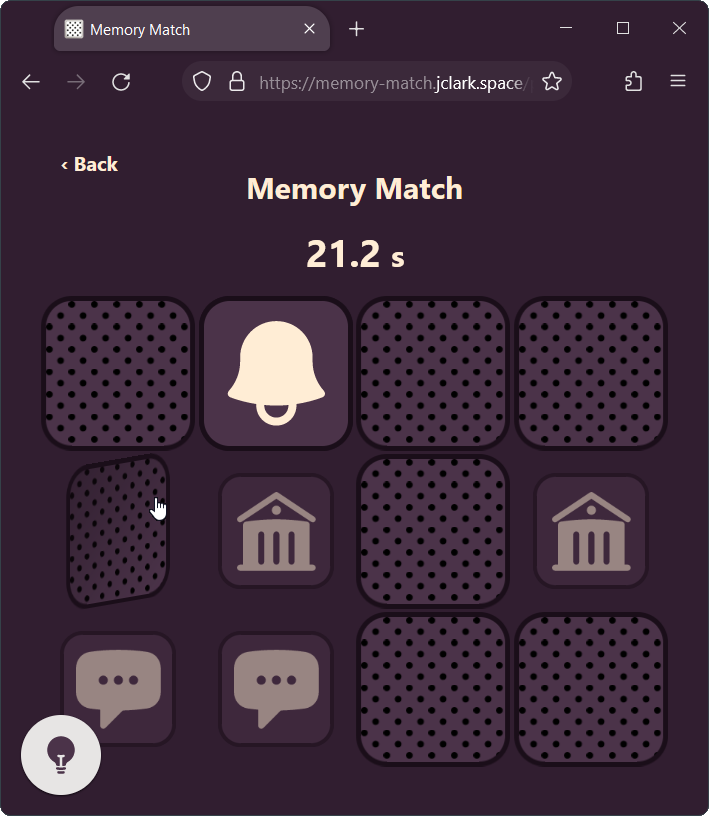 Memory Match
https://memory-match.jclark.space/
‹ Back
Memory Match
21.2 s